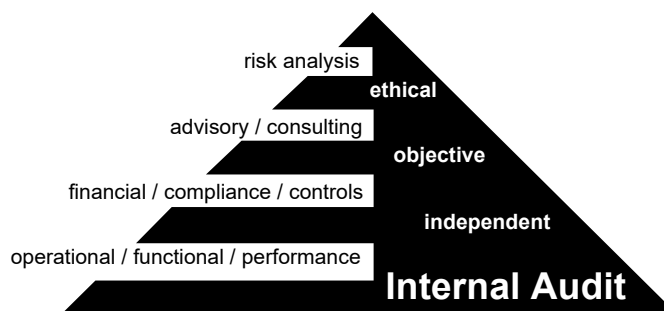 risk analysis
ethical
advisory / consulting
objective
financial / compliance / controls
independent
operational / functional / performance
Internal Audit